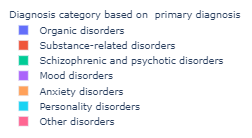 Diagnosis category based on primary diagnosis
Organic disorders
Substance-related disorders
Schizophrenic and psychotic disorders
Mood disorders
Anxiety disorders
Personality disorders
Other disorders